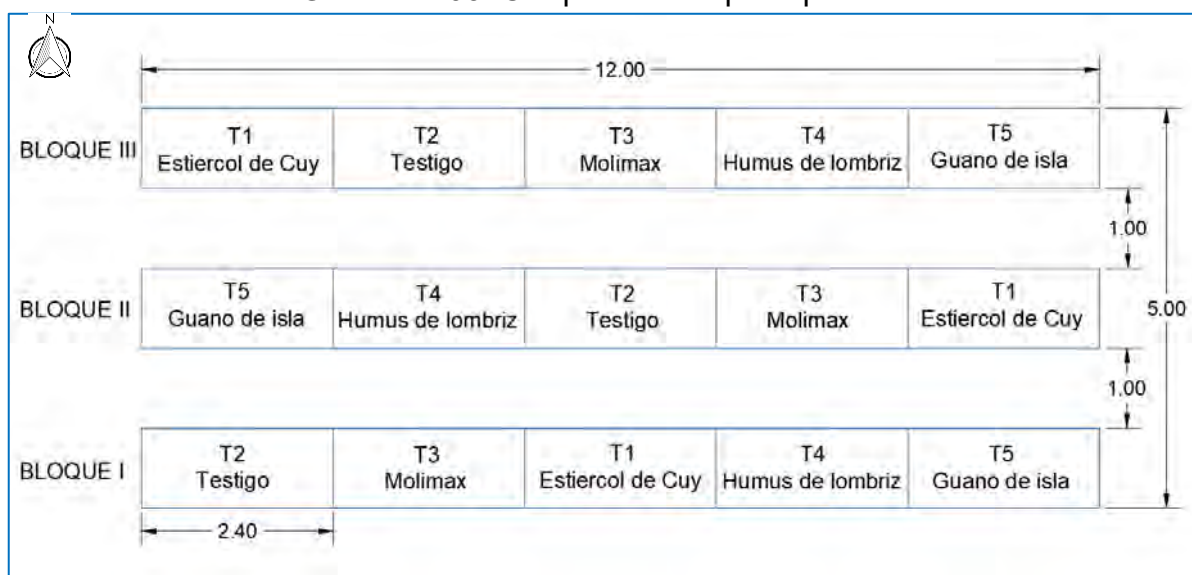 N
12.00
BLOQUE III
T1
Estiercol de Cuy
T2
Testigo
T3
Molimax
T4
Humus de lombriz
T5
Guano de isla
1.00
BLOQUE II
T5
Guano de isla
T4
Humus de lombriz
T2
Testigo
T3
Molimax
T1
Estiercol de Cuy
5.00
1.00
BLOQUE I
T2
Testigo
T3
Molimax
T1
Estiercol de Cuy
T4
Humus de lombriz
T5
Guano de isla
2.40